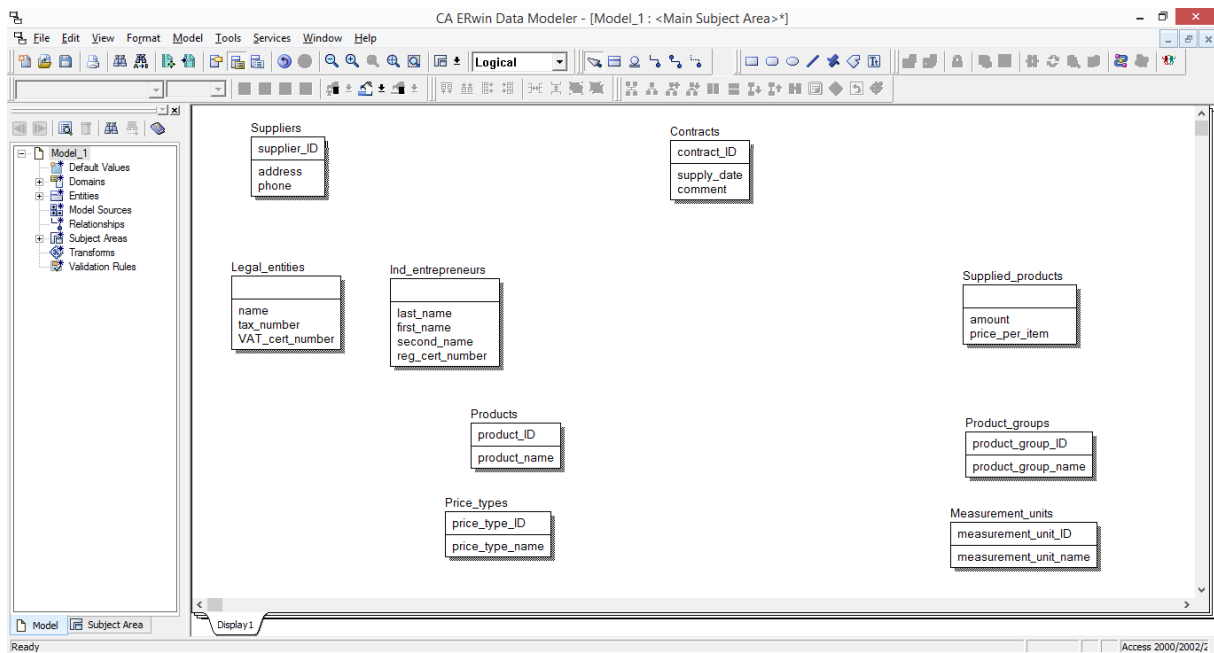 CA ERwin Data Modeler - [Model_1 : <Main Subject Area>*]
File Edit View Format Model Tools Services Window Help
Logical
Model_1
Default Values
Domains
Entities
Model Sources
Relationships
Subject Areas
Transforms
Validation Rules
Suppliers
supplier_ID
address
phone
Contracts
contract_ID
supply_date
comment
Legal_entities
name
tax_number
VAT_cert_number
Ind_entrepreneurs
last_name
first_name
second_name
reg_cert_number
Supplied_products
amount
price_per_item
Products
product_ID
product_name
Product_groups
product_group_ID
product_group_name
Price_types
price_type_ID
price_type_name
Measurement_units
measurement_unit_ID
measurement_unit_name
Model Subject Area
Display1
Ready
Access 2000/2002/